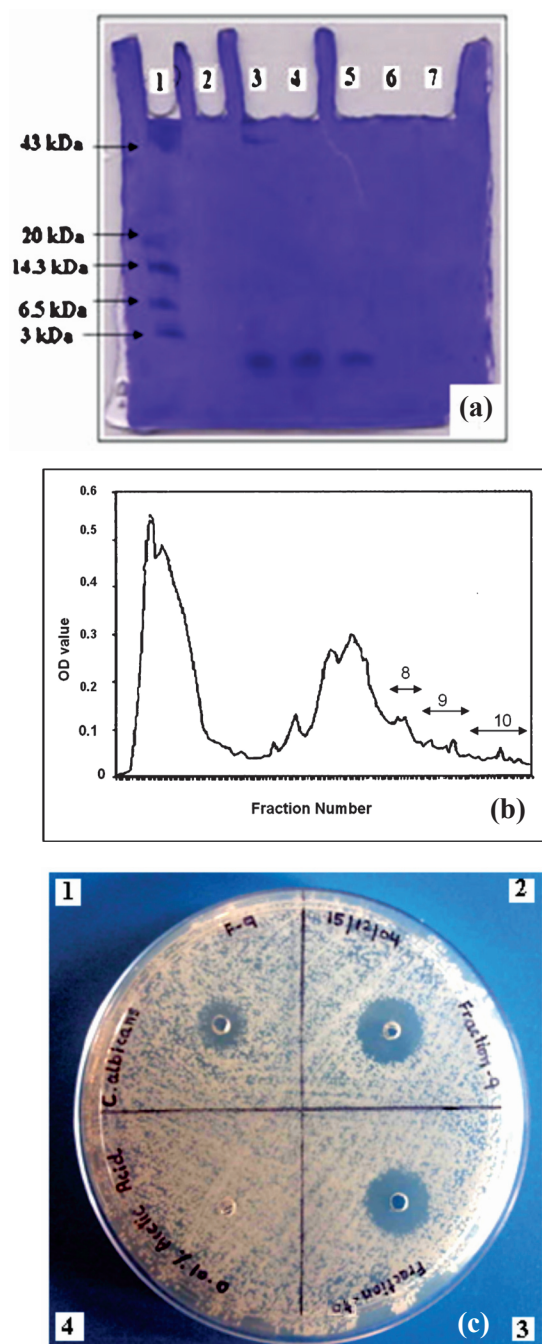 1 2 3 4 5 6 7
43 kDa
20 kDa
14.3 kDa
6.5 kDa
3 kDa
(a)
0.6
0.5
0.4
0.3
0.2
0.1
0
OD value
8
9
10
Fraction Number
(b)
1
2
F-9
15/12/04
C. albicans
Fraction-9
0.01% Acetic Acid
Fraction-10
4
3
(c)